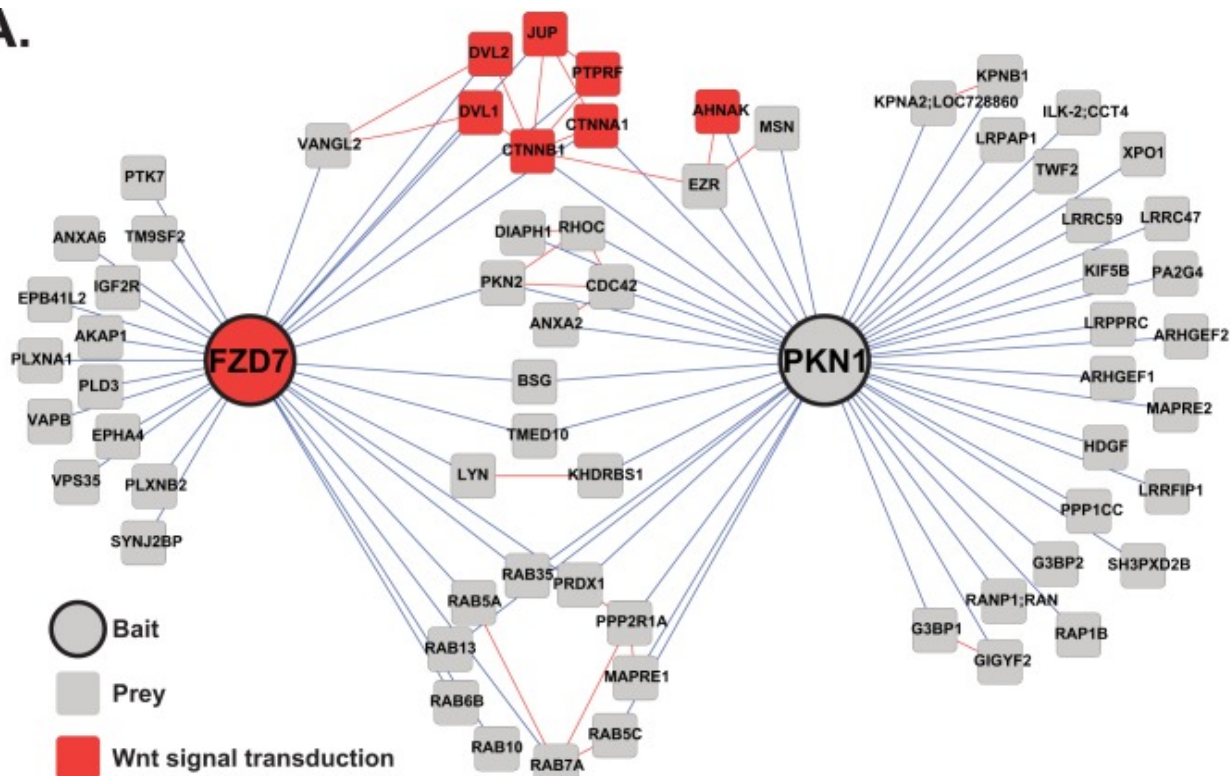 A.
JUP
DVL2
PTPRF
KPNB1
AHNAK
KPNA2;LOC728860
DVL1
ILK-2;CCT4
CTNNA1
MSN
VANGL2
CTNNB1
LRPAP1
XPO1
TWF2
PTK7
EZR
LRRC59
LRRC47
ANXA6
TM9SF2
DIAPH1
RHOC
KIF5B
PA2G4
IGF2R
EPB41L2
PKN2
CDC42
ANXA2
LRPPRC
ARHGEF2
AKAP1
PLXNA1
FZD7
PKN1
PLD3
BSG
ARHGEF1
MAPRE2
VAPB
EPHA4
TMED10
HDGF
VPS35
PLXNB2
LYN
KHDRBS1
LRRFIP1
PPP1CC
SYNJ2BP
G3BP2
SH3PXD2B
RAB35
PRDX1
RAB5A
RANP1;RAN
PPP2R1A
G3BP1
RAP1B
Bait
RAB13
GIGYF2
MAPRE1
Prey
RAB6B
RAB5C
RAB10
Wnt signal transduction
RAB7A